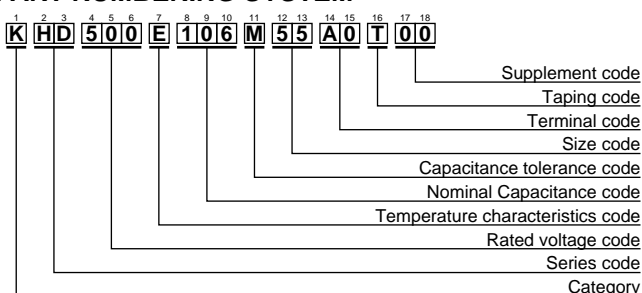 PART NUMBERING SYSTEM
1 2 3 4 5 6 7 8 9 10 11 12 13 14 15 16 17 18
K HD 500 E 106 M 55 A0 T 00
Supplement code
Taping code
Terminal code
Size code
Capacitance tolerance code
Nominal Capacitance code
Temperature characteristics code
Rated voltage code
Series code
Category